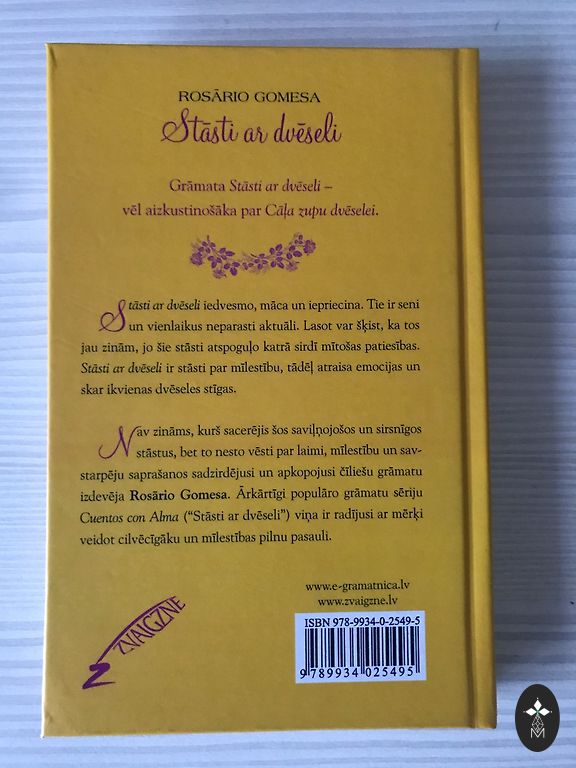 ROSĀRIO GOMESA
Stāsti ar dvēseli
Grāmata Stāsti ar dvēseli –
vēl aizkustinošāka par Cāļa zupu dvēselei.
Stāsti ar dvēseli iedvesmo, māca un iepriecina. Tie ir seni
un vienlaikus neparasti aktuāli. Lasot var šķist, ka tos
jau zinām, jo šie stāsti atspoguļo katrā sirdī mītošas patiesības.
Stāsti ar dvēseli ir stāsti par mīlestību, tādēļ atraisa emocijas un
skar ikvienas dvēseles stīgas.
Nav zināms, kurš sacerējis šos saviļņojošos un sirsnīgos
stāstus, bet to nesto vēsti par laimi, mīlestību un sav-
starpēju saprašanos sadzirdējusi un apkopojusi čīliešu grāmatu
izdevēja Rosārio Gomesa. Ārkārtīgi populāro grāmatu sēriju
Cuentos con Alma (“Stāsti ar dvēseli”) viņa ir radījusi ar mērķi
veidot cilvēcīgāku un mīlestības pilnu pasauli.
www.e-gramatnica.lv
www.zvaigzne.lv
ZVAIGZNE
ISBN 978-9934-0-2549-5
9 789934 025495
M